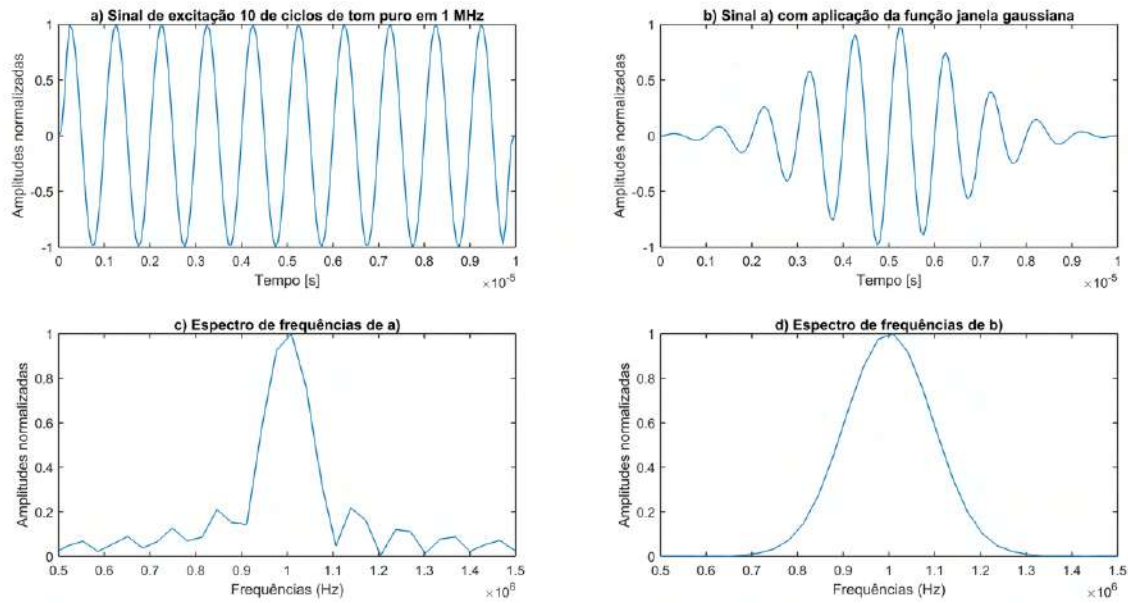 a) Sinal de excitação 10 de ciclos de tom puro em 1 MHz
Amplitudes normalizadas
1
0.5
0
-0.5
-1
0 0.1 0.2 0.3 0.4 0.5 0.6 0.7 0.8 0.9 1
Tempo [s]
×10⁻⁵
b) Sinal a) com aplicação da função janela gaussiana
Amplitudes normalizadas
1
0.5
0
-0.5
-1
0 0.1 0.2 0.3 0.4 0.5 0.6 0.7 0.8 0.9 1
Tempo [s]
×10⁻⁵
c) Espectro de frequências de a)
Amplitudes normalizadas
1
0.8
0.6
0.4
0.2
0
0.5 0.6 0.7 0.8 0.9 1 1.1 1.2 1.3 1.4 1.5
Frequências (Hz)
×10⁶
d) Espectro de frequências de b)
Amplitudes normalizadas
1
0.8
0.6
0.4
0.2
0
0.5 0.6 0.7 0.8 0.9 1 1.1 1.2 1.3 1.4 1.5
Frequências (Hz)
×10⁶